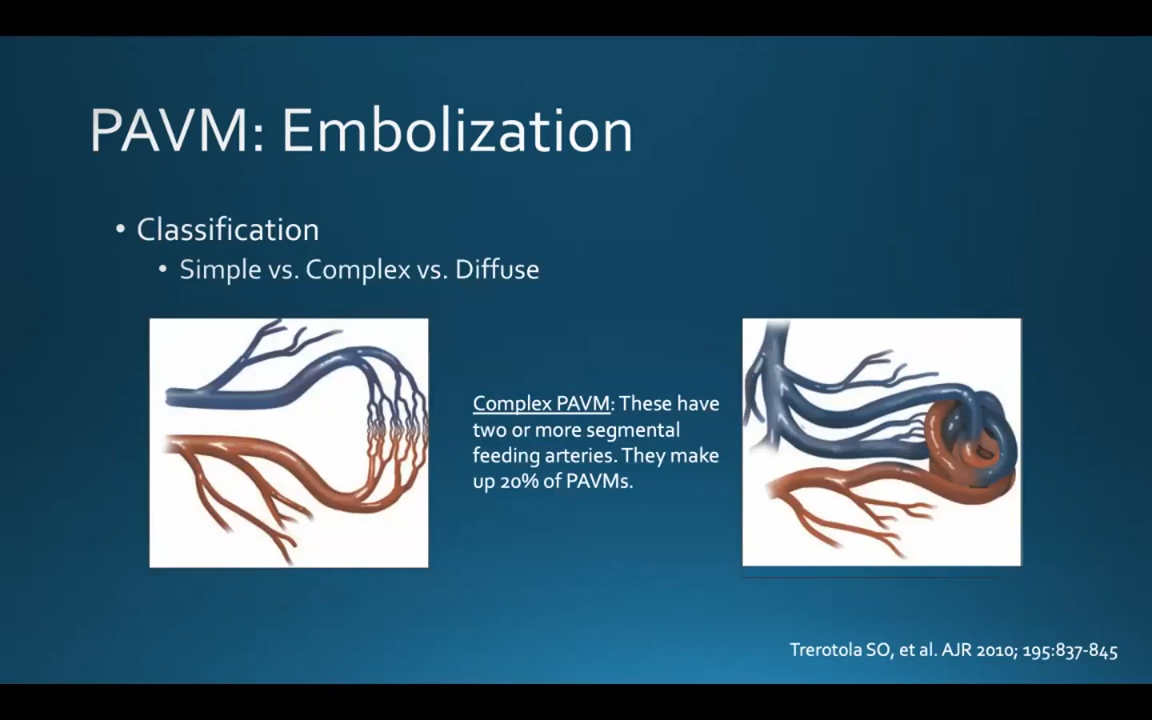 PAVM: Embolization
• Classification
• Simple vs. Complex vs. Diffuse
Complex PAVM: These have
two or more segmental
feeding arteries. They make
up 20% of PAVMs.
Trerotola SO, et al. AJR 2010; 195:837-845